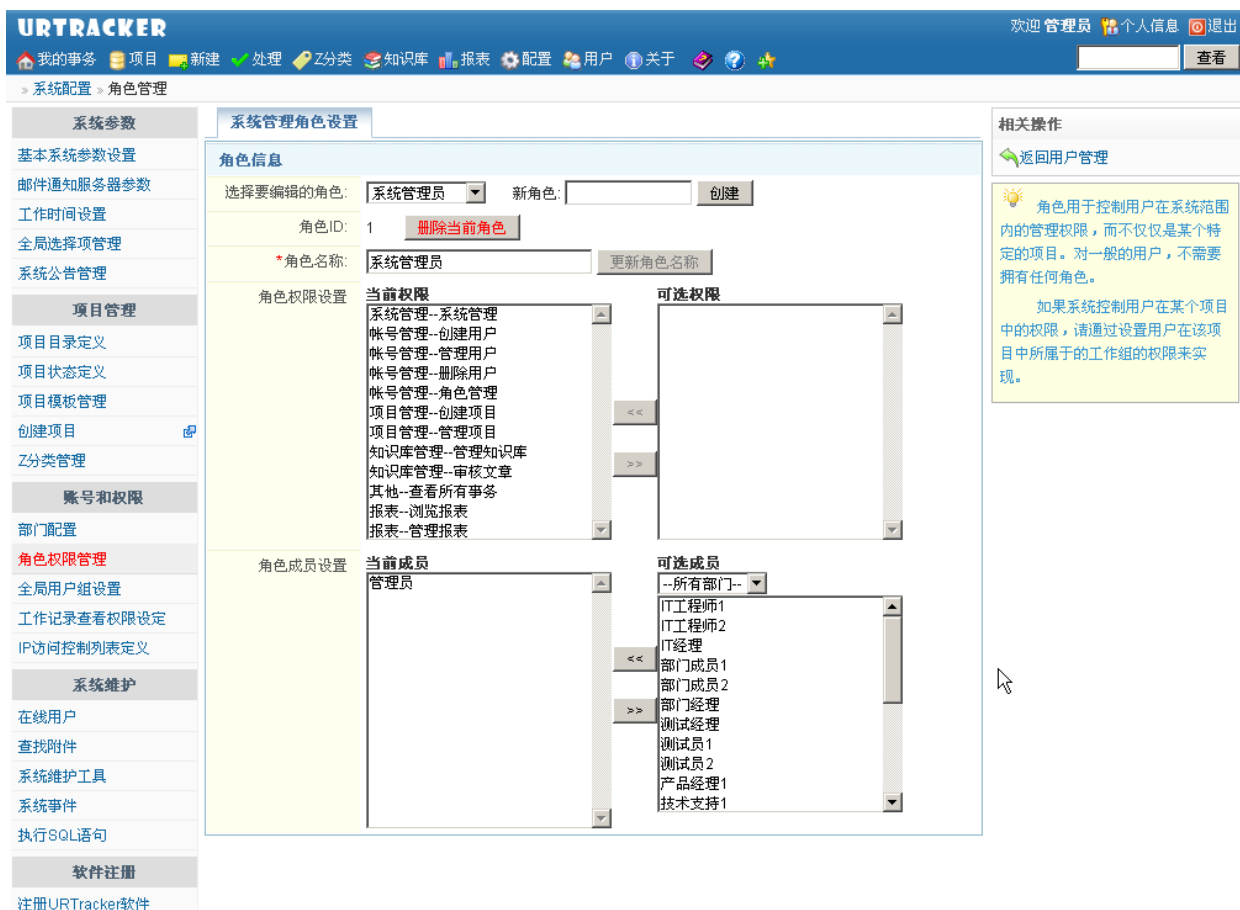 URTRACKER
欢迎 管理员 个人信息 退出
我的事务 项目 新建 处理 Z分类 知识库 报表 配置 用户 关于 查看
» 系统配置 » 角色管理
系统参数
基本系统参数设置
邮件通知服务器参数
工作时间设置
全局选择项管理
系统公告管理
项目管理
项目目录定义
项目状态定义
项目模板管理
创建项目
Z分类管理
账号和权限
部门配置
角色权限管理
全局用户组设置
工作记录查看权限设定
IP访问控制列表定义
系统维护
在线用户
查找附件
系统维护工具
系统事件
执行SQL语句
软件注册
注册URTracker软件
系统管理角色设置
角色信息
选择要编辑的角色: 系统管理员 新角色: 创建
角色ID: 1 删除当前角色
*角色名称: 系统管理员 更新角色名称
角色权限设置 当前权限 可选权限
系统管理--系统管理
帐号管理--创建用户
帐号管理--管理用户
帐号管理--删除用户
帐号管理--角色管理
项目管理--创建项目
项目管理--管理项目
知识库管理--管理知识库
知识库管理--审核文章
其他--查看所有事务
报表--浏览报表
报表--管理报表
<<
>>
角色成员设置 当前成员 可选成员
管理员
<<
>>
--所有部门--
IT工程师1
IT工程师2
IT经理
部门成员1
部门成员2
部门经理
测试经理
测试员1
测试员2
产品经理1
技术支持1
相关操作
返回用户管理
角色用于控制用户在系统范围
内的管理权限，而不仅仅是某个特
定的项目。对一般的用户，不需要
拥有任何角色。
如果系统控制用户在某个项目
中的权限，请通过设置用户在该项
目中所属于的工作组的权限来实
现。